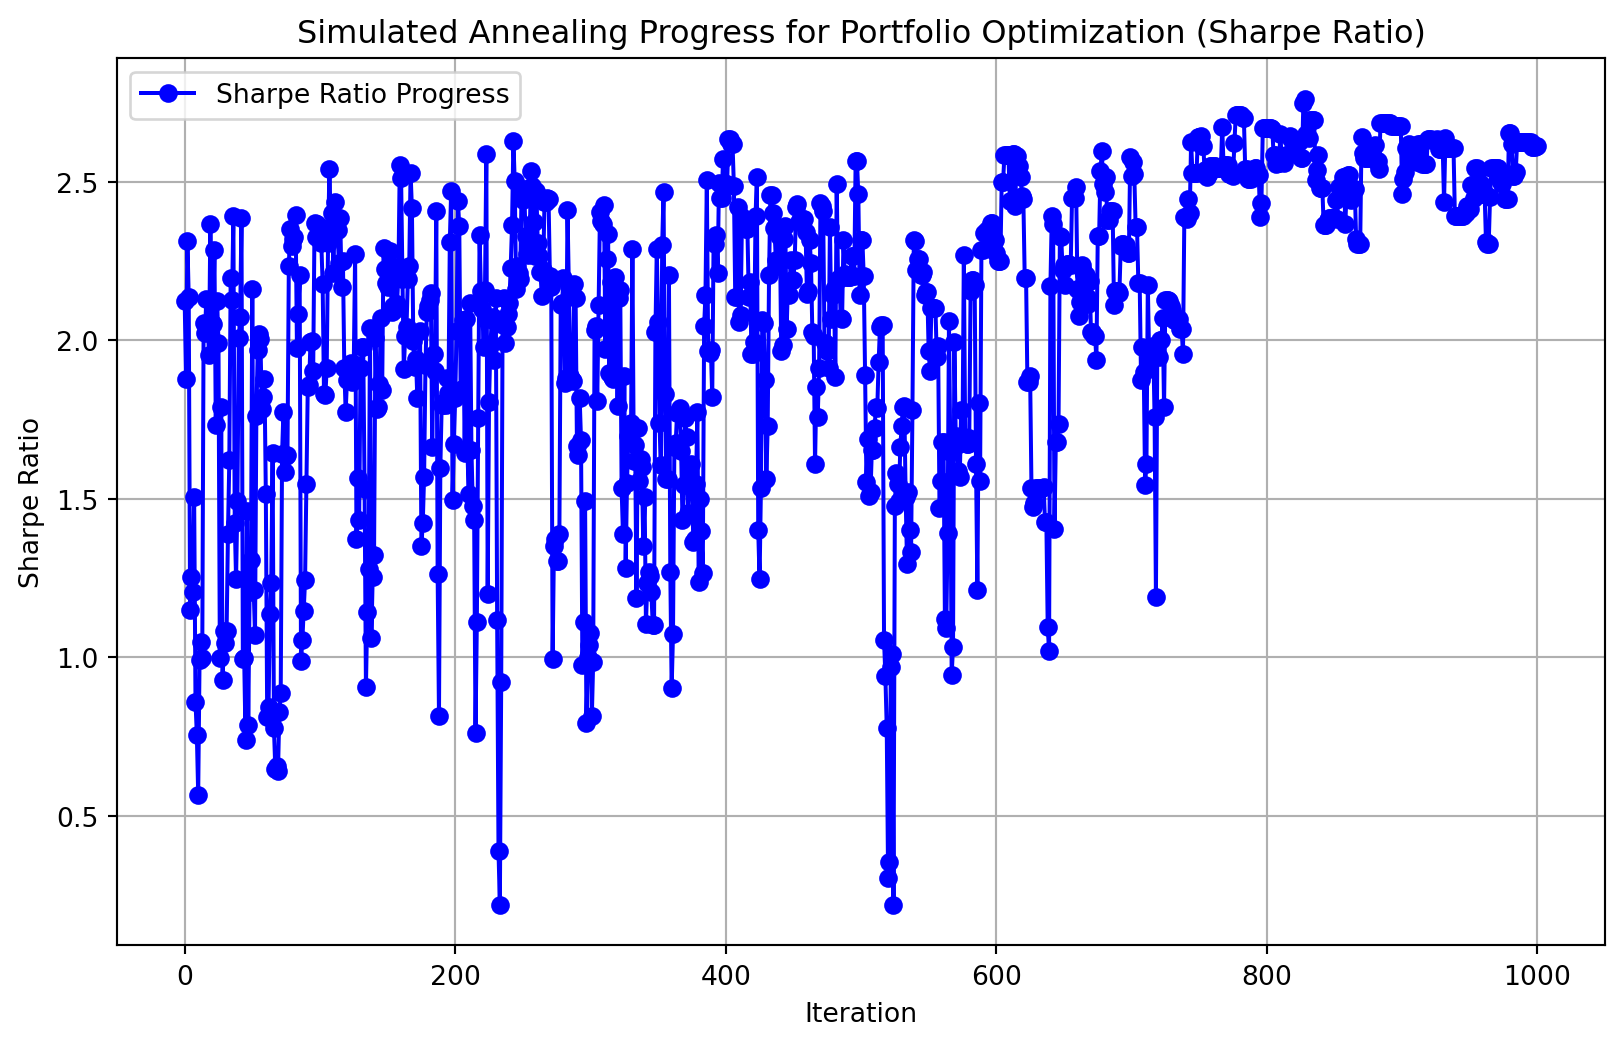 Simulated Annealing Progress for Portfolio Optimization (Sharpe Ratio)
Sharpe Ratio Progress
Sharpe Ratio
2.5
2.0
1.5
1.0
0.5
0 200 400 600 800 1000
Iteration